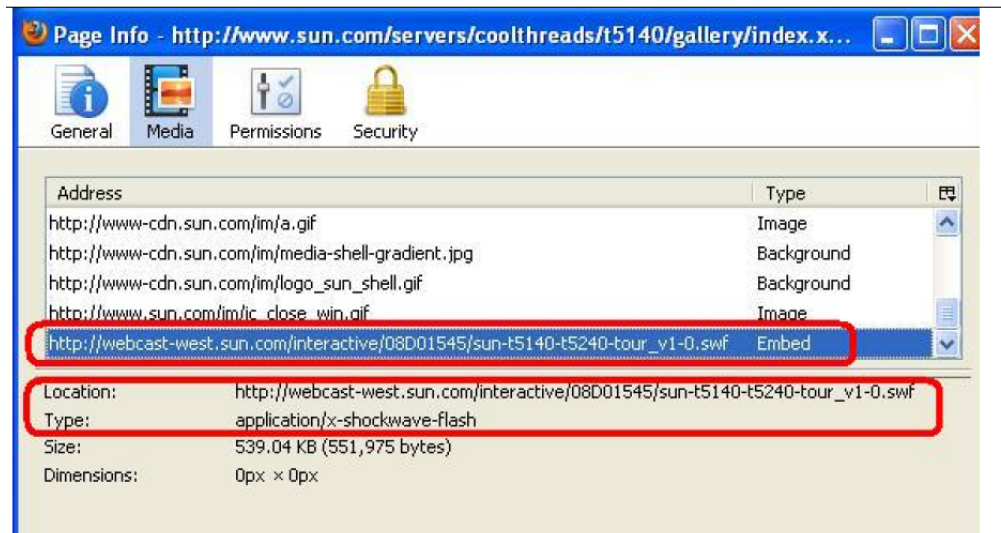 Page Info - http://www.sun.com/servers/coolthreads/t5140/gallery/index.x...
General Media Permissions Security
Address Type
http://www-cdn.sun.com/im/a.gif Image
http://www-cdn.sun.com/im/media-shell-gradient.jpg Background
http://www-cdn.sun.com/im/logo_sun_shell.gif Background
http://www.sun.com/im/ic_close_win.gif Image
http://webcast-west.sun.com/interactive/08D01545/sun-t5140-t5240-tour_v1-0.swf Embed
Location: http://webcast-west.sun.com/interactive/08D01545/sun-t5140-t5240-tour_v1-0.swf
Type: application/x-shockwave-flash
Size: 539.04 KB (551,975 bytes)
Dimensions: 0px × 0px